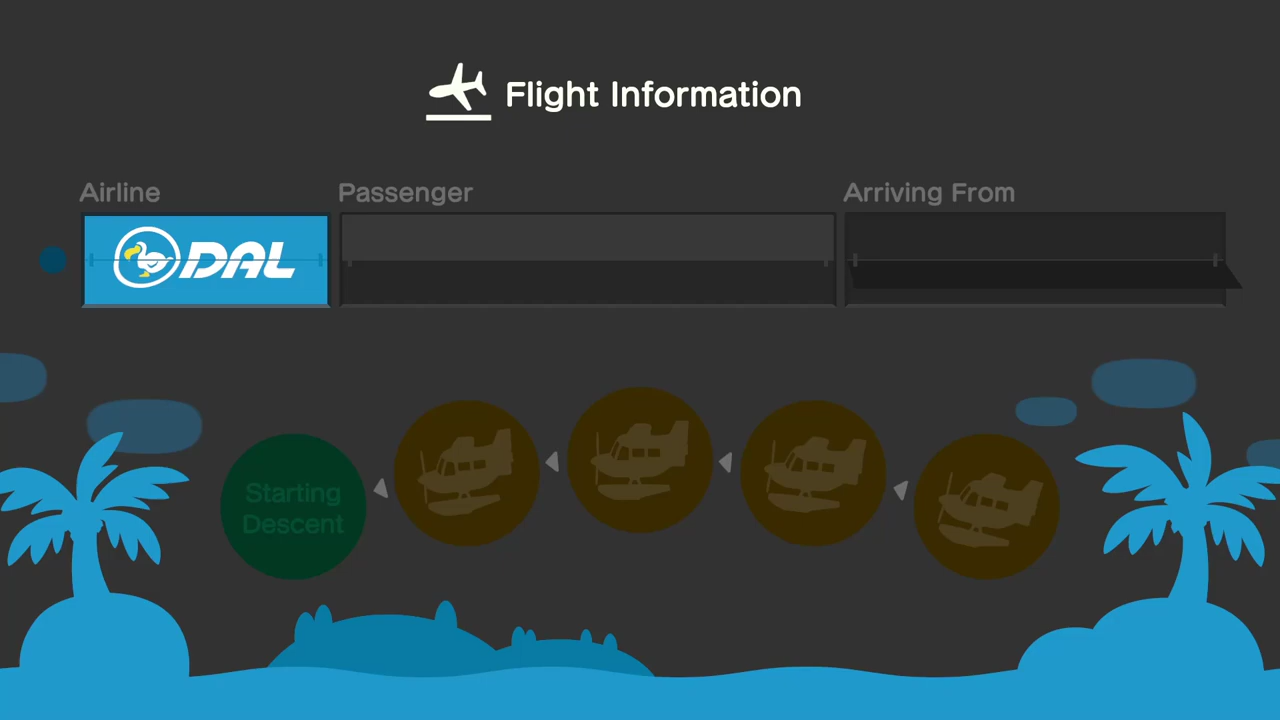 Flight Information
Airline
Passenger
Arriving From
DAL
Starting
Descent